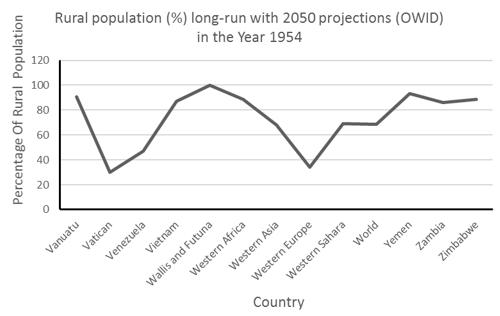 Rural population (%) long-run with 2050 projections (OWID)
in the Year 1954
Percentage Of Rural Population
120
100
80
60
40
20
0
Vanuatu
Vatican
Venezuela
Vietnam
Wallis and Futuna
Western Africa
Western Asia
Western Europe
Western Sahara
World
Yemen
Zambia
Zimbabwe
Country